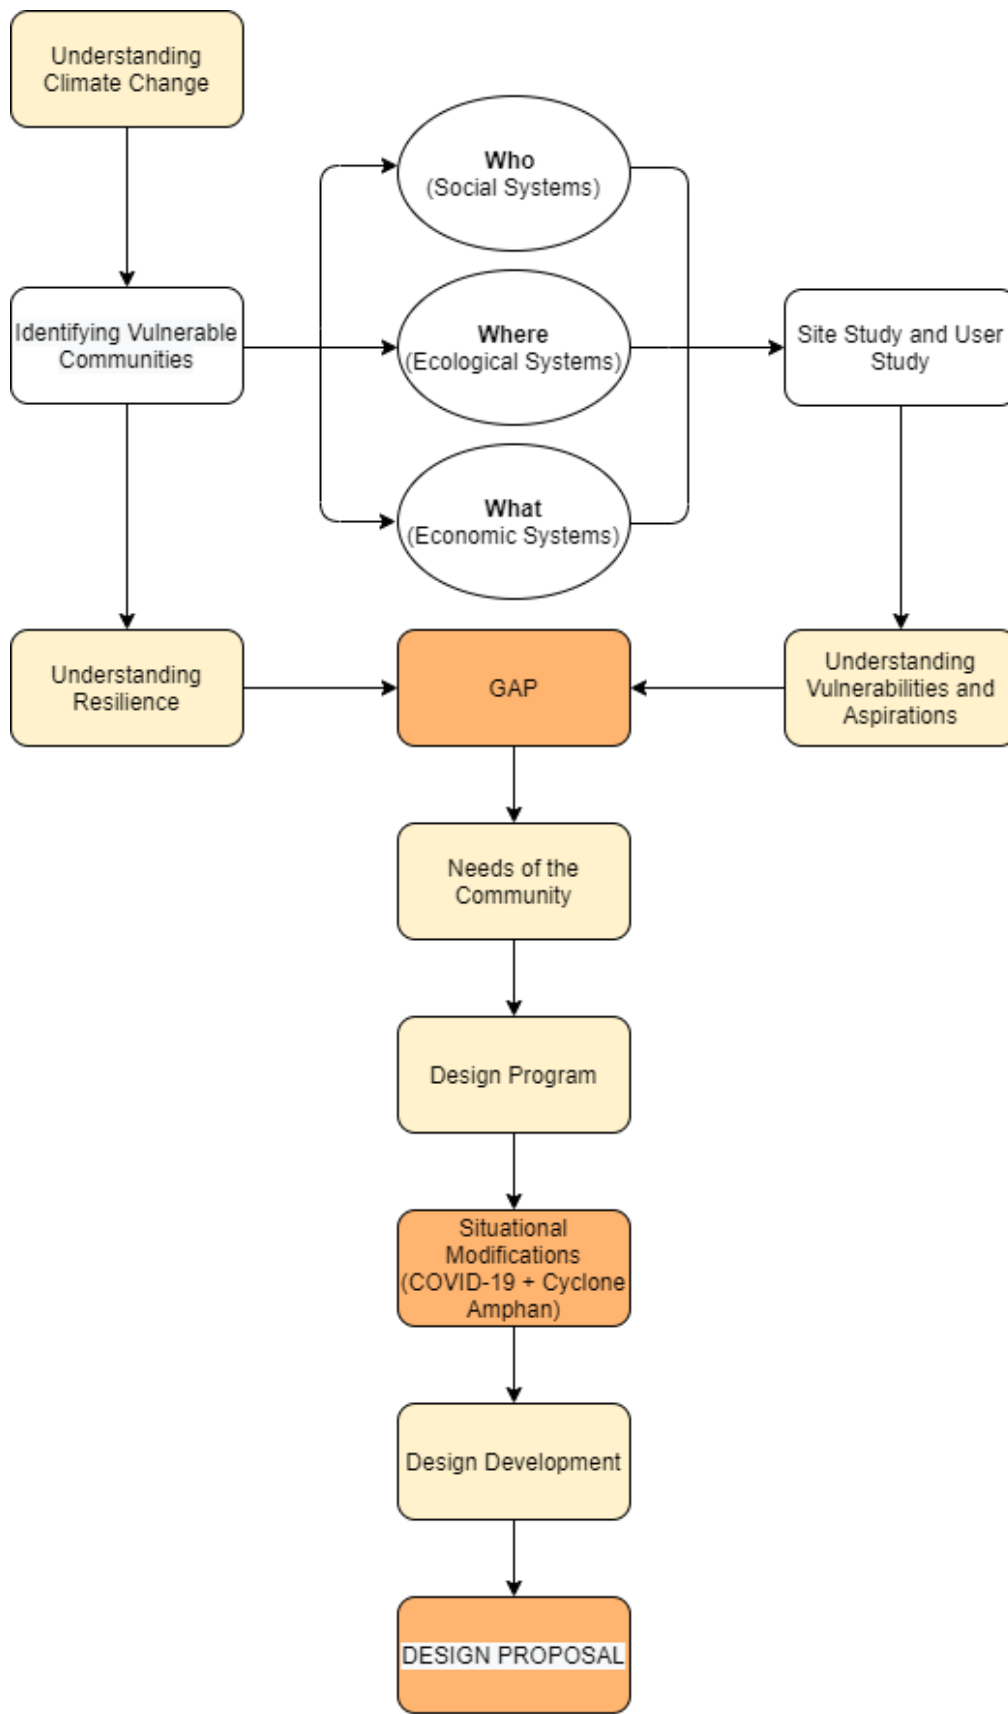 Understanding
Climate Change
Who
(Social Systems)
Identifying Vulnerable
Communities
Where
(Ecological Systems)
Site Study and User
Study
What
(Economic Systems)
Understanding
Resilience
GAP
Understanding
Vulnerabilities and
Aspirations
Needs of the
Community
Design Program
Situational
Modifications
(COVID-19 + Cyclone
Amphan)
Design Development
DESIGN PROPOSAL